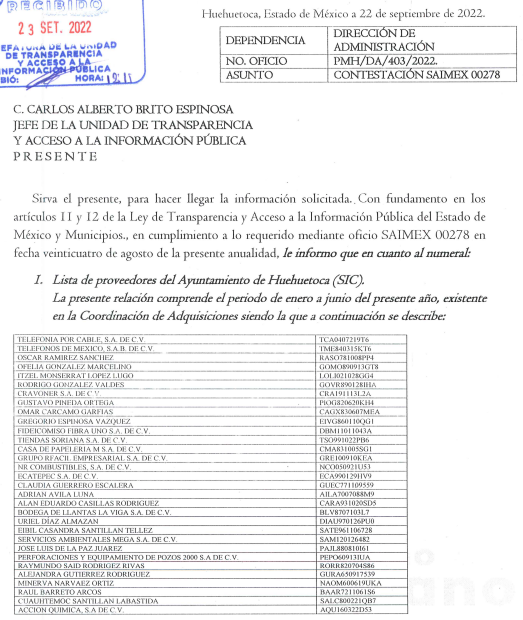 RECIBIDO
23 SET. 2022
JEFATURA DE LA UNIDAD
DE TRANSPARENCIA
Y ACCESO A LA
INFORMACIÓN PÚBLICA
HORA:
Huehuetoca, Estado de México a 22 de septiembre de 2022.
DEPENDENCIA DIRECCIÓN DE ADMINISTRACIÓN
NO. OFICIO PMH/DA/403/2022.
ASUNTO CONTESTACIÓN SAIMEX 00278
C. CARLOS ALBERTO BRITO ESPINOSA
JEFE DE LA UNIDAD DE TRANSPARENCIA
Y ACCESO A LA INFORMACIÓN PÚBLICA
P R E S E N T E
Sirva el presente, para hacer llegar la información solicitada. Con fundamento en los
artículos 11 y 12 de la Ley de Transparencia y Acceso a la Información Pública del Estado de
México y Municipios., en cumplimiento a lo requerido mediante oficio SAIMEX 00278 en
fecha veinticuatro de agosto de la presente anualidad, le informo que en cuanto al numeral:
1. Lista de proveedores del Ayuntamiento de Huehuetoca (SIC).
La presente relación comprende el periodo de enero a junio del presente año, existente
en la Coordinación de Adquisiciones siendo la que a continuación se describe:
TELEFONIA POR CABLE, S.A. DE C.V. TCA0407219T6
TELEFONOS DE MEXICO, S.A.B. DE C.V. TME840315KT6
OSCAR RAMIREZ SANCHEZ RASO781008PP4
OFELIA GONZALEZ MARCELINO GOMO890913GT8
ITZEL MONSERRAT LOPEZ LUGO LOLI021028GG4
RODRIGO GONZALEZ VALDES GOVR890128IHA
CRAVONER S.A. DE C.V. CRA191113L2A
GUSTAVO PINEDA ORTEGA PIOG820620KH4
OMAR CARCAMO GARFIAS CAGX830607MEA
GREGORIO ESPINOSA VAZQUEZ EIVG860110QG1
FIDEICOMISO FIBRA UNO S.A. DE C.V. DBM11011043A
TIENDAS SORIANA S.A. DE C.V. TSO991022PB6
CASA DE PAPELERIA M S.A. DE C.V. CMA831005SG1
GRUPO RFACIL EMPRESARIAL S.A. DE C.V. GRE100910KEA
NR COMBUSTIBLES, S.A. DE C.V. NCO050921U53
ECATEPEC S.A. DE C.V. ECA990129HV9
CLAUDIA GUERRERO ESCALERA GUEC771109559
ADRIAN AVILA LUNA AILA7007088M9
ALAN EDUARDO CASILLAS RODRIGUEZ CARA931020SD5
BODEGA DE LLANTAS LA VIGA S.A. DE C.V. BLV8707103L7
URIEL DÍAZ ALMAZAN DIAU970126PU0
EIBIL CASANDRA SANTILLAN TELLEZ SATE961106728
SERVICIOS AMBIENTALES MEGA S.A. DE C.V. SAM120126482
JOSE LUIS DE LA PAZ JUAREZ PAJL880810I61
PERFORACIONES Y EQUIPAMIENTO DE POZOS 2000 S.A DE C.V. PEPO60913IUA
RAYMUNDO SAID RODRIGEZ RIVAS RORR820704S86
ALEJANDRA GUTIERREZ RODRIGUEZ GURA650917539
MINERVA NARVAEZ ORTIZ NAOM600619UKA
RAUL BARRETO ARCOS BAAR7211061S6
CUAUHTEMOC SANTILLAN LABASTIDA SALC800221QB7
ACCION QUIMICA, S.A DE C.V. AQU160322D53